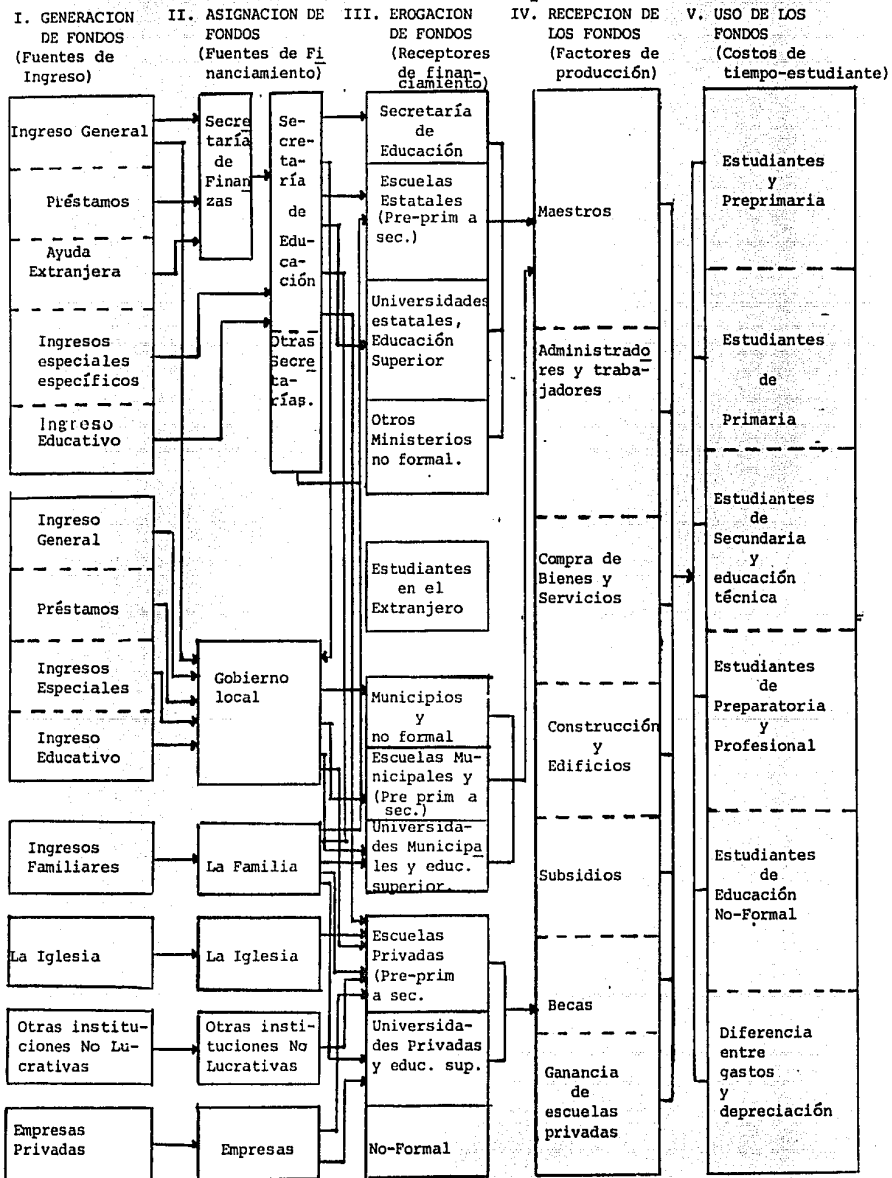 I. GENERACION
DE FONDOS
(Fuentes de
Ingreso)
II. ASIGNACION DE
FONDOS
(Fuentes de Fi
nanciamiento)
III. EROGACION
DE FONDOS
(Receptores
de finan-
ciamiento)
IV. RECEPCION DE
LOS FONDOS
(Factores de
producción)
V. USO DE LOS
FONDOS
(Costos de
tiempo-estudiante)
Ingreso General
Préstamos
Ayuda
Extranjera
Ingresos
especiales
específicos
Ingreso
Educativo
Ingreso
General
Préstamos
Ingresos
Especiales
Ingreso
Educativo
Ingresos
Familiares
La Iglesia
Otras institu-
ciones No Lu-
crativas
Empresas
Privadas
Secre
taría
de
Finan
zas
Se-
cre-
ta-
ría
de
Edu-
ca-
ción
Otras
Secre
ta-
rías.
Gobierno
local
La Familia
La Iglesia
Otras insti-
tuciones No
Lucrativas
Empresas
Secretaría
de
Educación
Escuelas
Estatales
(Pre-prim a
sec.)
Universidades
estatales,
Educación
Superior
Otros
Ministerios
no formal.
Estudiantes
en el
Extranjero
Municipios
y
no formal
Escuelas Mu-
nicipales y
(Pre prim a
sec.)
Universida-
des Municipa
les y educ.
superior.
Escuelas
Privadas
(Pre-prim
a sec.
Universida-
des Privadas
y educ. sup.
No-Formal
Maestros
Administrado
res y traba-
jadores
Compra de
Bienes y
Servicios
Construcción
y
Edificios
Subsidios
Becas
Ganancia
de
escuelas
privadas
Estudiantes
y
Preprimaria
Estudiantes
de
Primaria
Estudiantes
de
Secundaria
y
educación
técnica
Estudiantes
de
Preparatoria
y
Profesional
Estudiantes
de
Educación
No-Formal
Diferencia
entre
gastos
y
depreciación